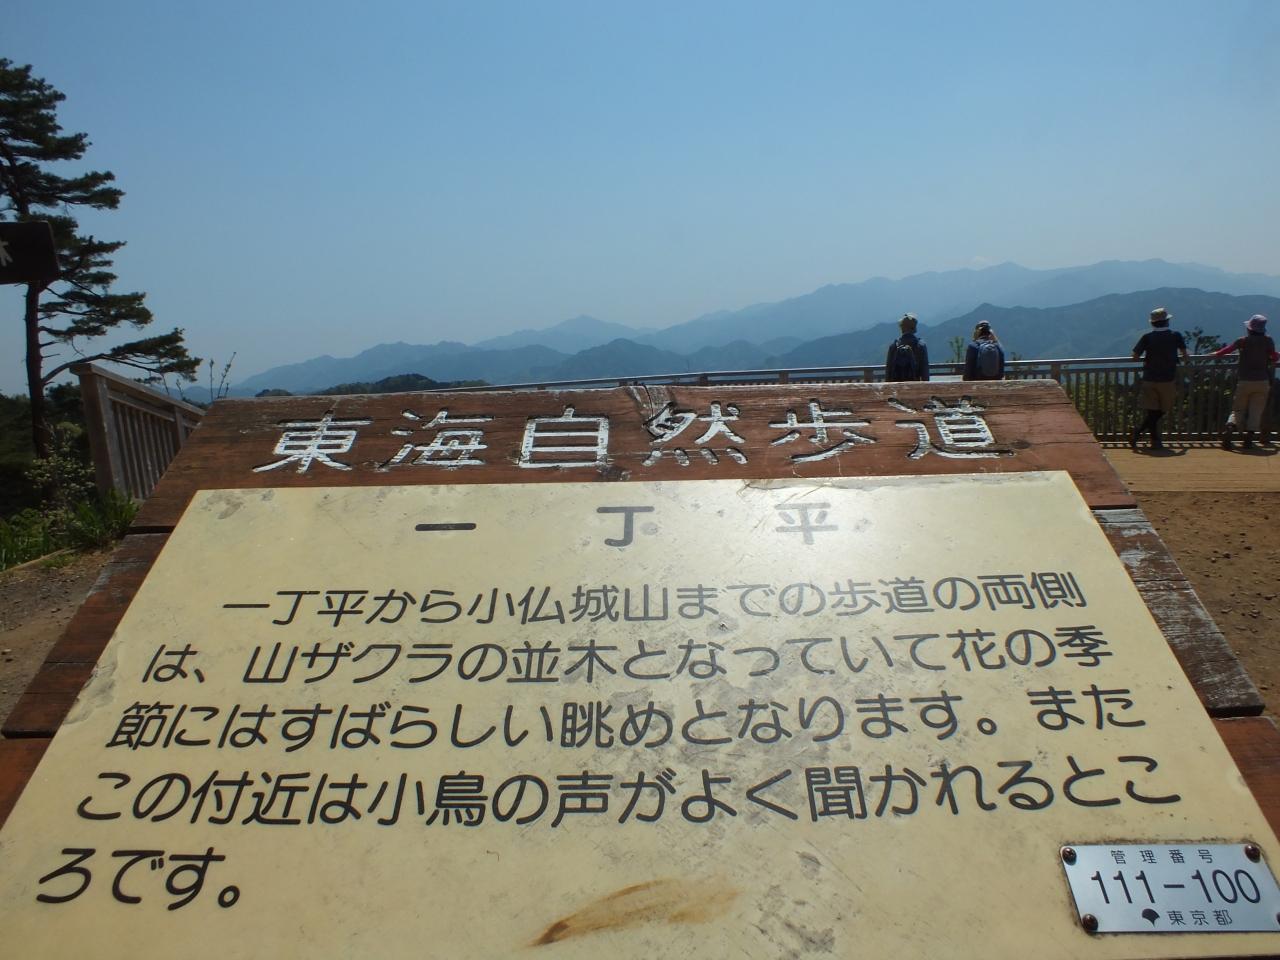 東海自然歩道
一丁平
一丁平から小仏城山までの歩道の両側
は、山ザクラの並木となっていて花の季
節にはすばらしい眺めとなります。また
この付近は小鳥の声がよく聞かれるとこ
ろです。
管理番号
111-100
東京都